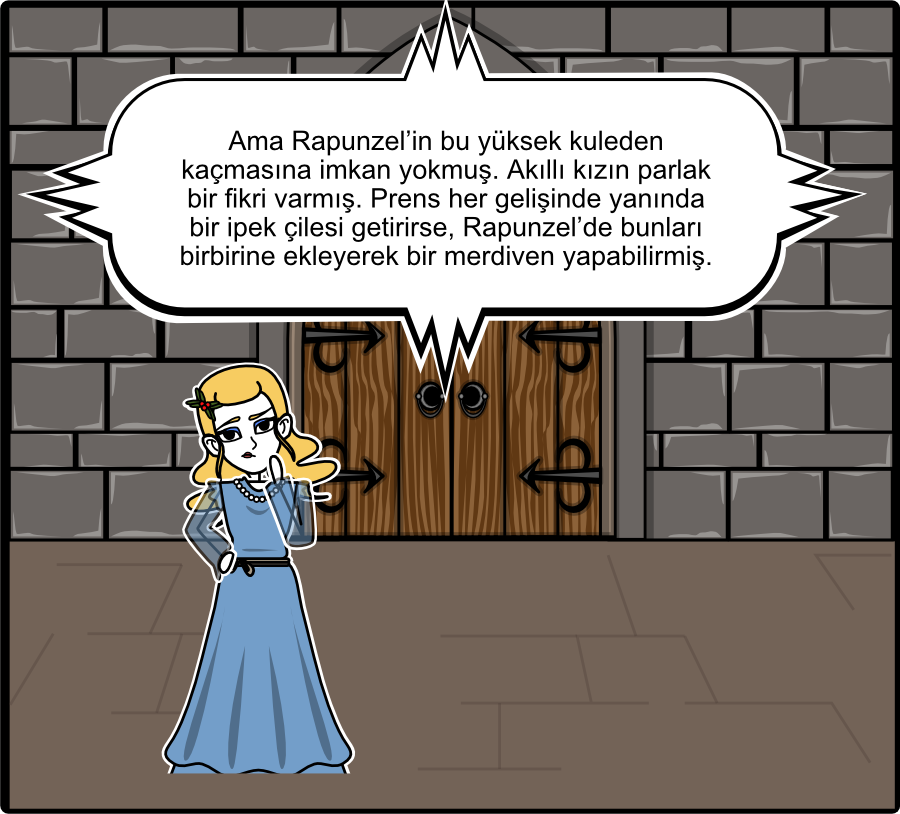 Ama Rapunzel’in bu yüksek kuleden
kaçmasına imkan yokmuş. Akıllı kızın parlak
bir fikri varmış. Prens her gelişinde yanında
bir ipek çilesi getirirse, Rapunzel’de bunları
birbirine ekleyerek bir merdiven yapabilirmiş.